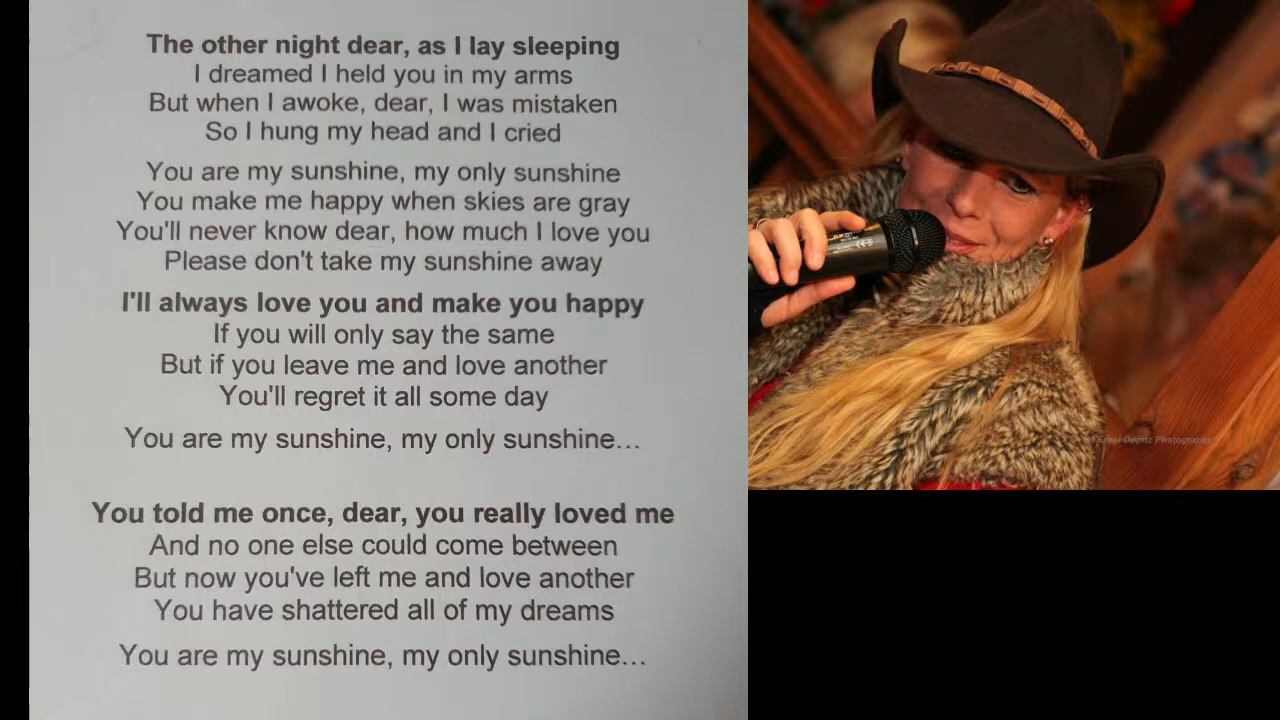 The other night dear, as I lay sleeping
I dreamed I held you in my arms
But when I awoke, dear, I was mistaken
So I hung my head and I cried
You are my sunshine, my only sunshine
You make me happy when skies are gray
You'll never know dear, how much I love you
Please don't take my sunshine away
I'll always love you and make you happy
If you will only say the same
But if you leave me and love another
You'll regret it all some day
You are my sunshine, my only sunshine…
You told me once, dear, you really loved me
And no one else could come between
But now you've left me and love another
You have shattered all of my dreams
You are my sunshine, my only sunshine…
Photography